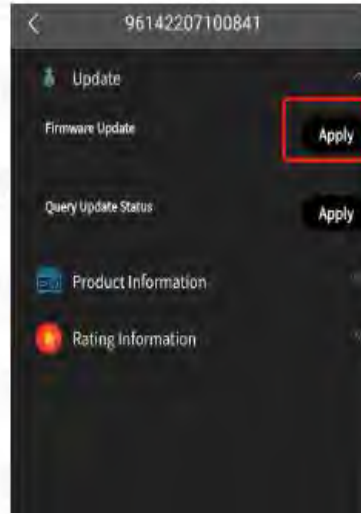 96142207100841
Update
Firmware Update
Apply
Query Update Status
Apply
Product Information
Rating Information